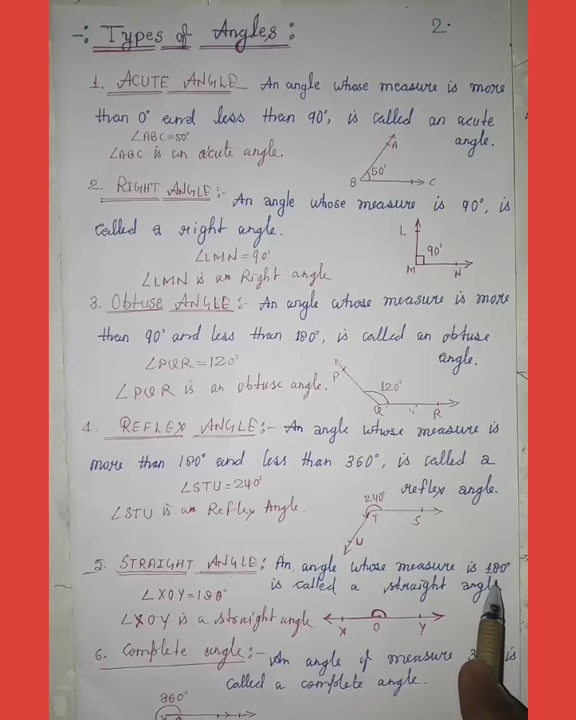 -: Types of Angles: 2.
1. ACUTE ANGLE - An angle whose measure is more
than 0° and less than 90°, is called an acute
angle.
∠ABC=50°
∠ABC is an acute angle.
A
50°
B C
2. RIGHT ANGLE:- An angle whose measure is 90°, is
called a right angle.
∠LMN=90°
∠LMN is an Right angle
L
90°
M N
3. Obtuse ANGLE:- An angle whose measure is more
than 90° and less than 180°, is called an obtuse
angle.
∠PQR=120°
∠PQR is an obtuse angle.
P
120°
Q R
4. REFLEX ANGLE:- An angle whose measure is
more than 180° and less than 360°, is called a
reflex angle.
∠STU=240°
∠STU is an Reflex Angle.
240°
T S
U
5. STRAIGHT ANGLE: An angle whose measure is 180°
is called a straight angle
∠XOY=180°
∠XOY is a straight angle
X O Y
6. Complete angle:- An angle of measure is
called a complete angle.
360°